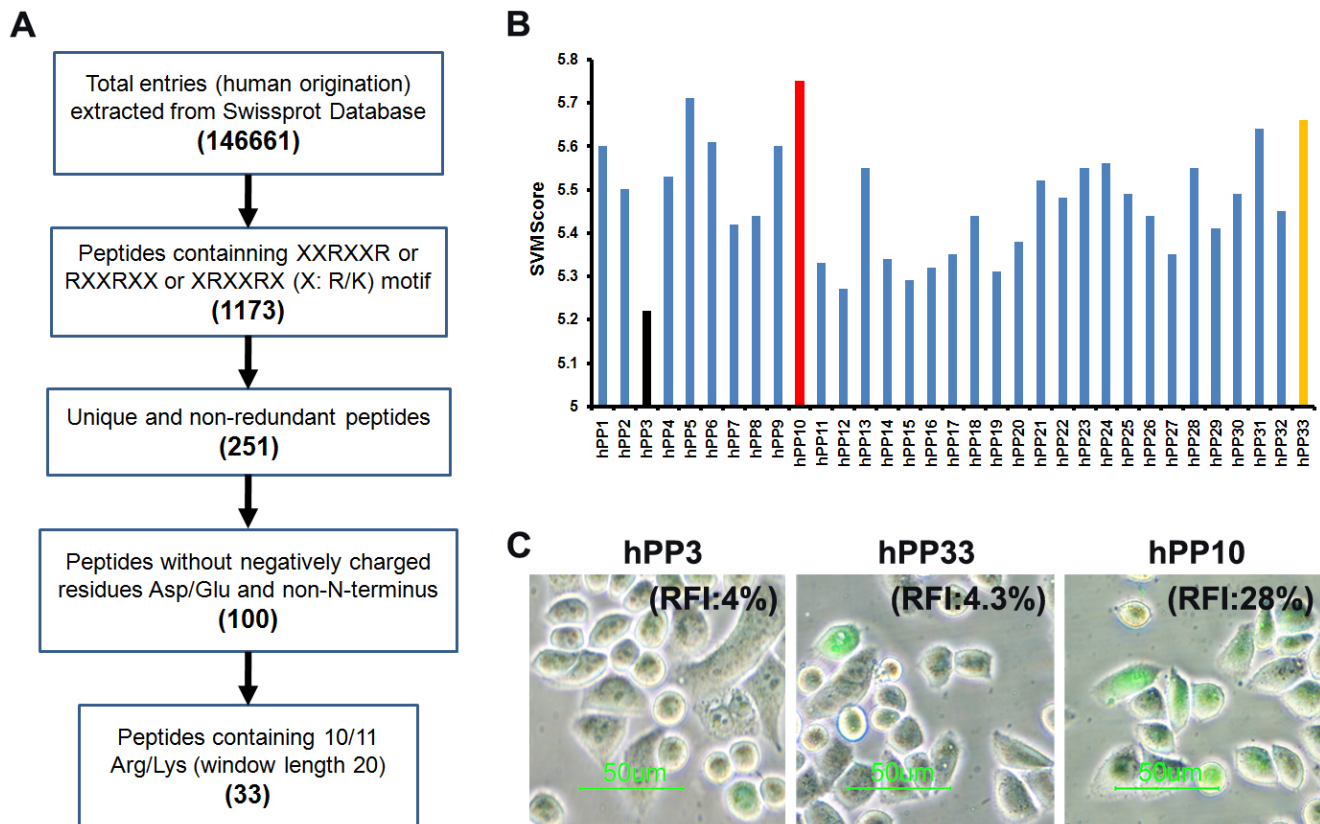 A
Total entries (human origination)
extracted from Swissprot Database
(146661)
Peptides containning XXRXXR or
RXXRXX or XRXXRX (X: R/K) motif
(1173)
Unique and non-redundant peptides
(251)
Peptides without negatively charged
residues Asp/Glu and non-N-terminus
(100)
Peptides containing 10/11
Arg/Lys (window length 20)
(33)
B
SVM Score
5.8
5.7
5.6
5.5
5.4
5.3
5.2
5.1
5
hPP1
hPP2
hPP3
hPP4
hPP5
hPP6
hPP7
hPP8
hPP9
hPP10
hPP11
hPP12
hPP13
hPP14
hPP15
hPP16
hPP17
hPP18
hPP19
hPP20
hPP21
hPP22
hPP23
hPP24
hPP25
hPP26
hPP27
hPP28
hPP29
hPP30
hPP31
hPP32
hPP33
C
hPP3
(RFI:4%)
50um
hPP33
(RFI:4.3%)
50um
hPP10
(RFI:28%)
50um